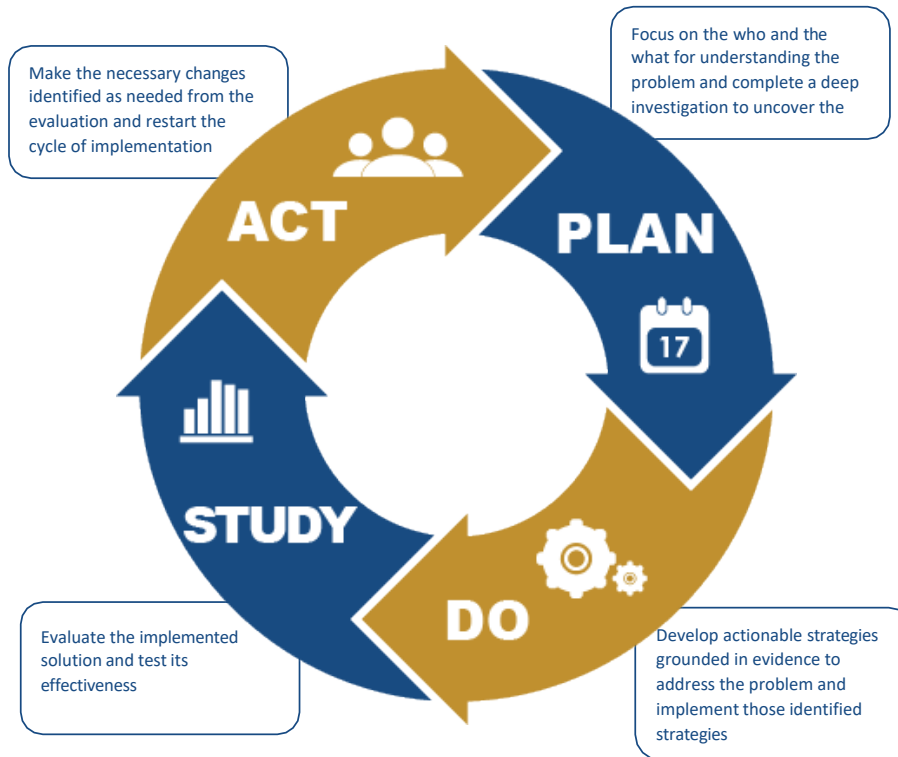 Make the necessary changes
identified as needed from the
evaluation and restart the
cycle of implementation
Focus on the who and the
what for understanding the
problem and complete a deep
investigation to uncover the
ACT
PLAN
17
STUDY
DO
Evaluate the implemented
solution and test its
effectiveness
Develop actionable strategies
grounded in evidence to
address the problem and
implement those identified
strategies